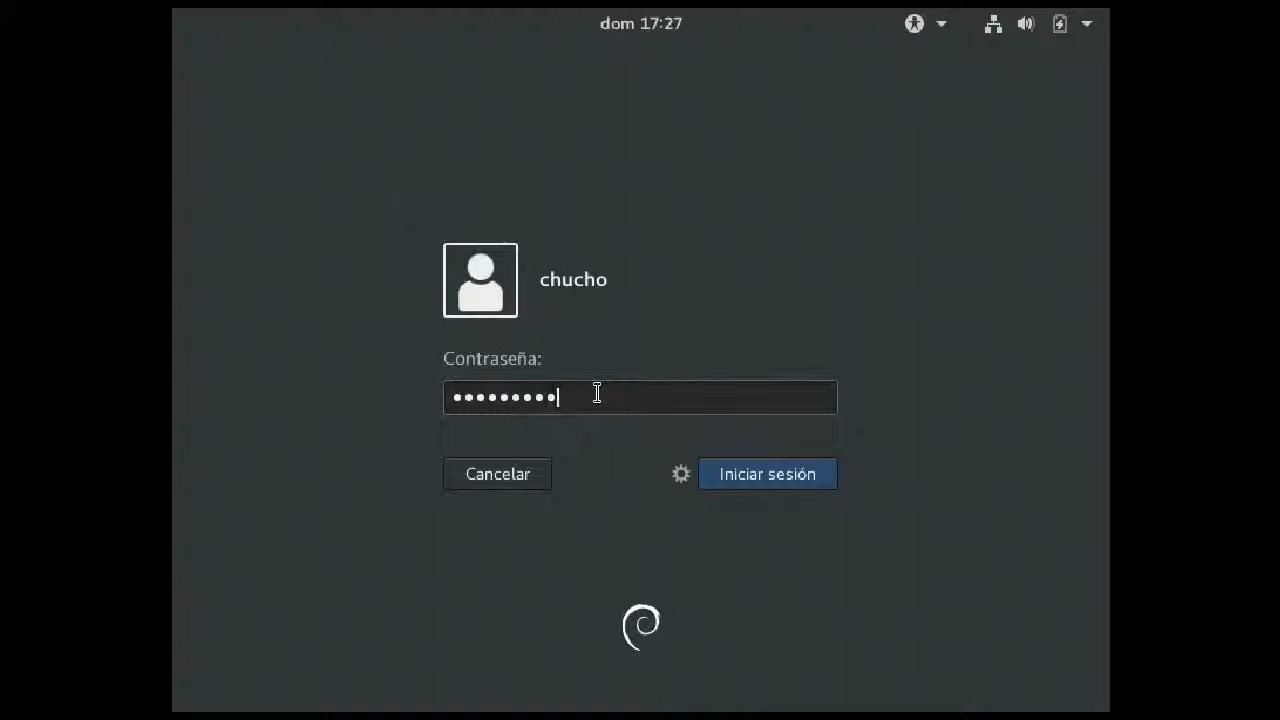 dom 17:27
chucho
Contraseña:
•••••••••
Cancelar
Iniciar sesión